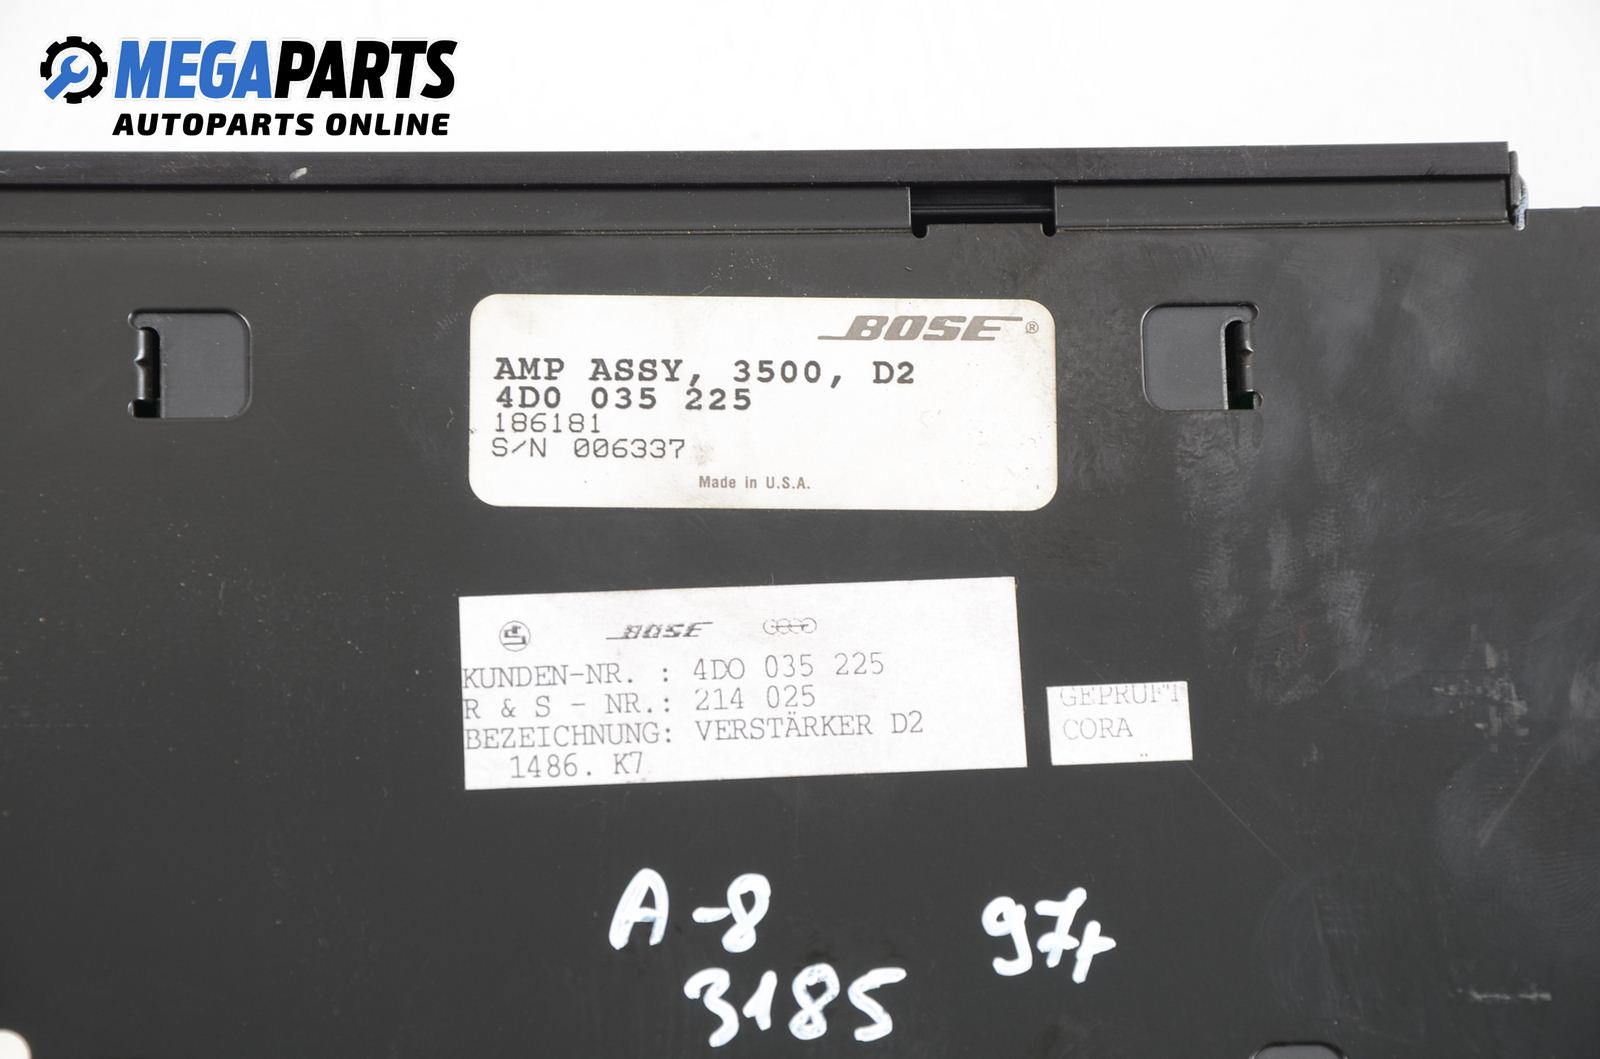 MEGAPARTS
AUTOPARTS ONLINE
BOSE ®
AMP ASSY, 3500, D2
4D0 035 225
186181
S/N 006337
Made in U.S.A.
BOSE
KUNDEN-NR. : 4D0 035 225
R & S - NR.: 214 025
BEZEICHNUNG: VERSTÄRKER D2
1486. K7
GEPRÜFT
CORA
A-8 97г
3185